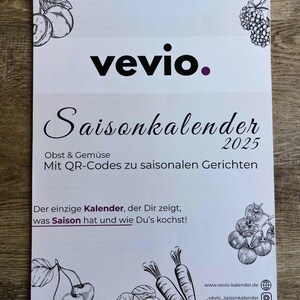 vevio.
Saisonkalender
2025
Obst & Gemüse
Mit QR-Codes zu saisonalen Gerichten
Der einzige Kalender, der Dir zeigt,
was Saison hat und wie Du's kochst!
www.vevio-kalender.de
vevio_saisonkalender